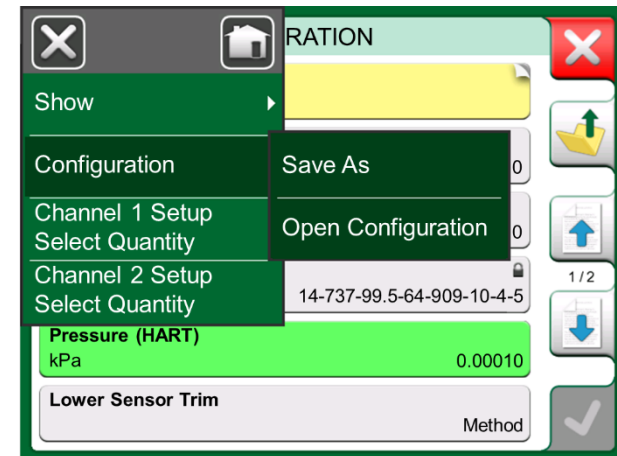 RATION
Show
Configuration
Save As
0
Channel 1 Setup
Select Quantity
Open Configuration
0
Channel 2 Setup
Select Quantity
14-737-99.5-64-909-10-4-5
1/2
Pressure (HART)
kPa
0.00010
Lower Sensor Trim
Method